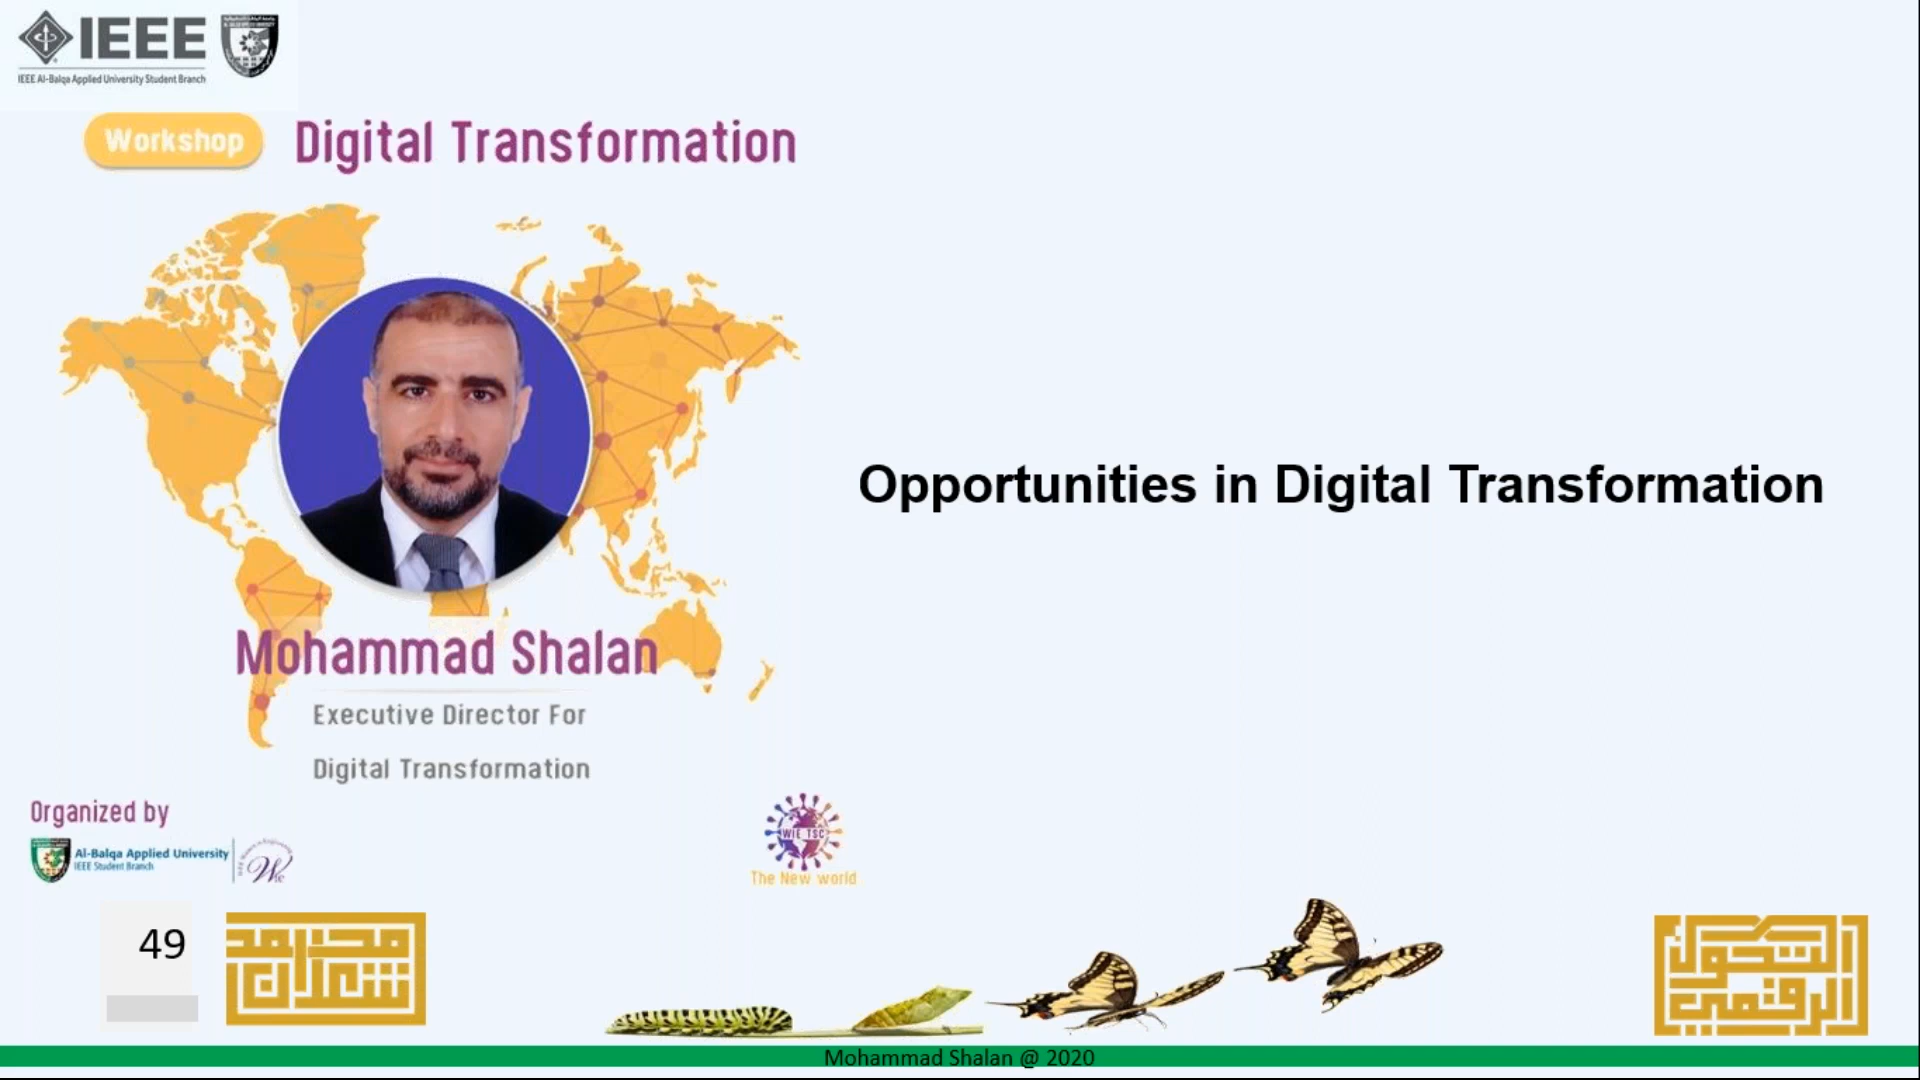 IEEE
IEEE Al-Balqa Applied University Student Branch
Workshop
Digital Transformation
Opportunities in Digital Transformation
Mohammad Shalan
Executive Director For
Digital Transformation
Organized by
Al-Balqa Applied University
IEEE Student Branch
WIE TSC
The New world
49
محمد
شعلان
التحول
الرقمي
Mohammad Shalan @ 2020